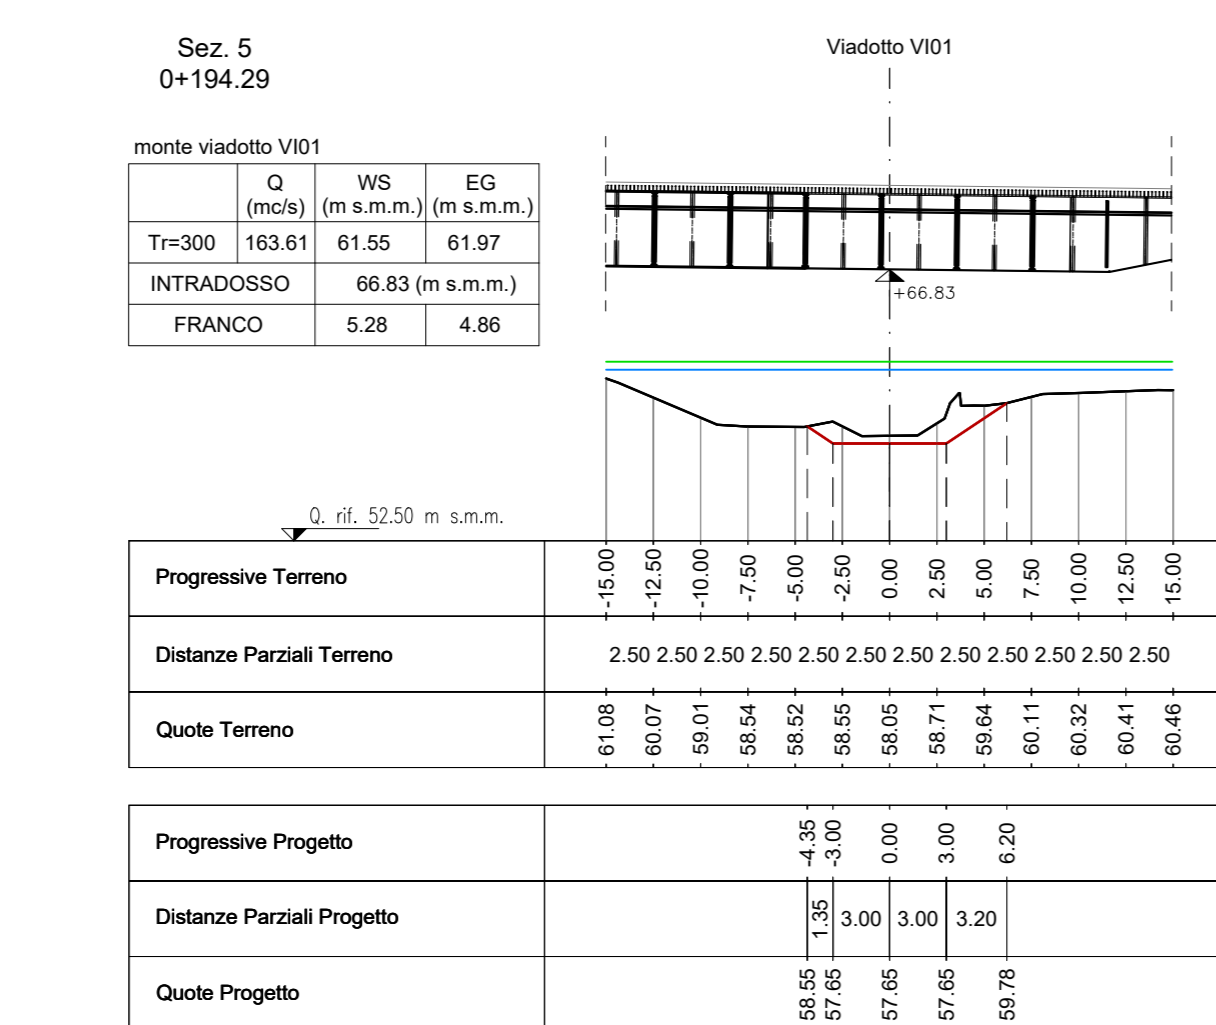 Sez. 5
0+194.29
Viadotto VI01
monte viadotto VI01
Q (mc/s) WS (m s.m.m.) EG (m s.m.m.)
Tr=300 163.61 61.55 61.97
INTRADOSSO 66.83 (m s.m.m.)
FRANCO 5.28 4.86
+66.83
Q. rif. 52.50 m s.m.m.
Progressive Terreno -15.00 -12.50 -10.00 -7.50 -5.00 -2.50 0.00 2.50 5.00 7.50 10.00 12.50 15.00
Distanze Parziali Terreno 2.50 2.50 2.50 2.50 2.50 2.50 2.50 2.50 2.50 2.50 2.50 2.50
Quote Terreno 61.08 60.07 59.01 58.54 58.52 58.55 58.05 58.71 59.64 60.11 60.32 60.41 60.46
Progressive Progetto -4.35 -3.00 0.00 3.00 6.20
Distanze Parziali Progetto 1.35 3.00 3.00 3.20
Quote Progetto 58.55 57.65 57.65 57.65 59.78